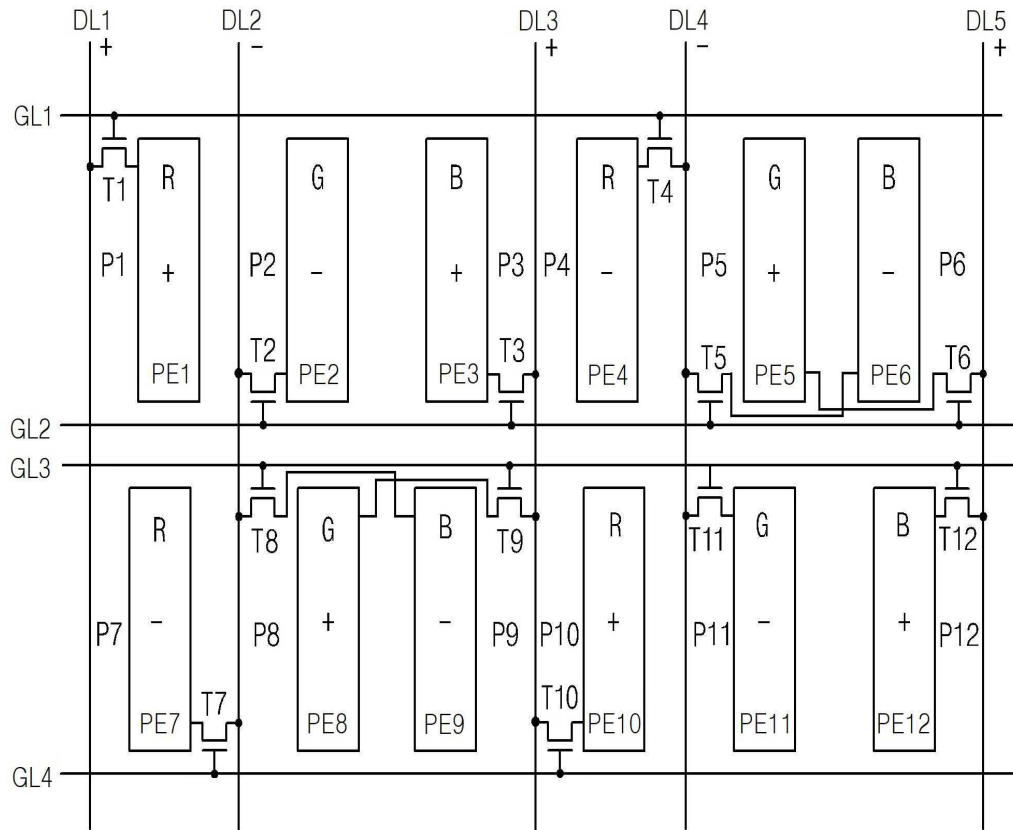 DL1 DL2 DL3 DL4 DL5
+ - + - +
GL1
R G B R G B
T1 T4
P1 P2 P3 P4 P5 P6
+ - + - + -
T2 T3 T5 T6
PE1 PE2 PE3 PE4 PE5 PE6
GL2
GL3
R G B R G B
T8 T9 T11 T12
P7 P8 P9 P10 P11 P12
- + - + - +
T7 T10
PE7 PE8 PE9 PE10 PE11 PE12
GL4